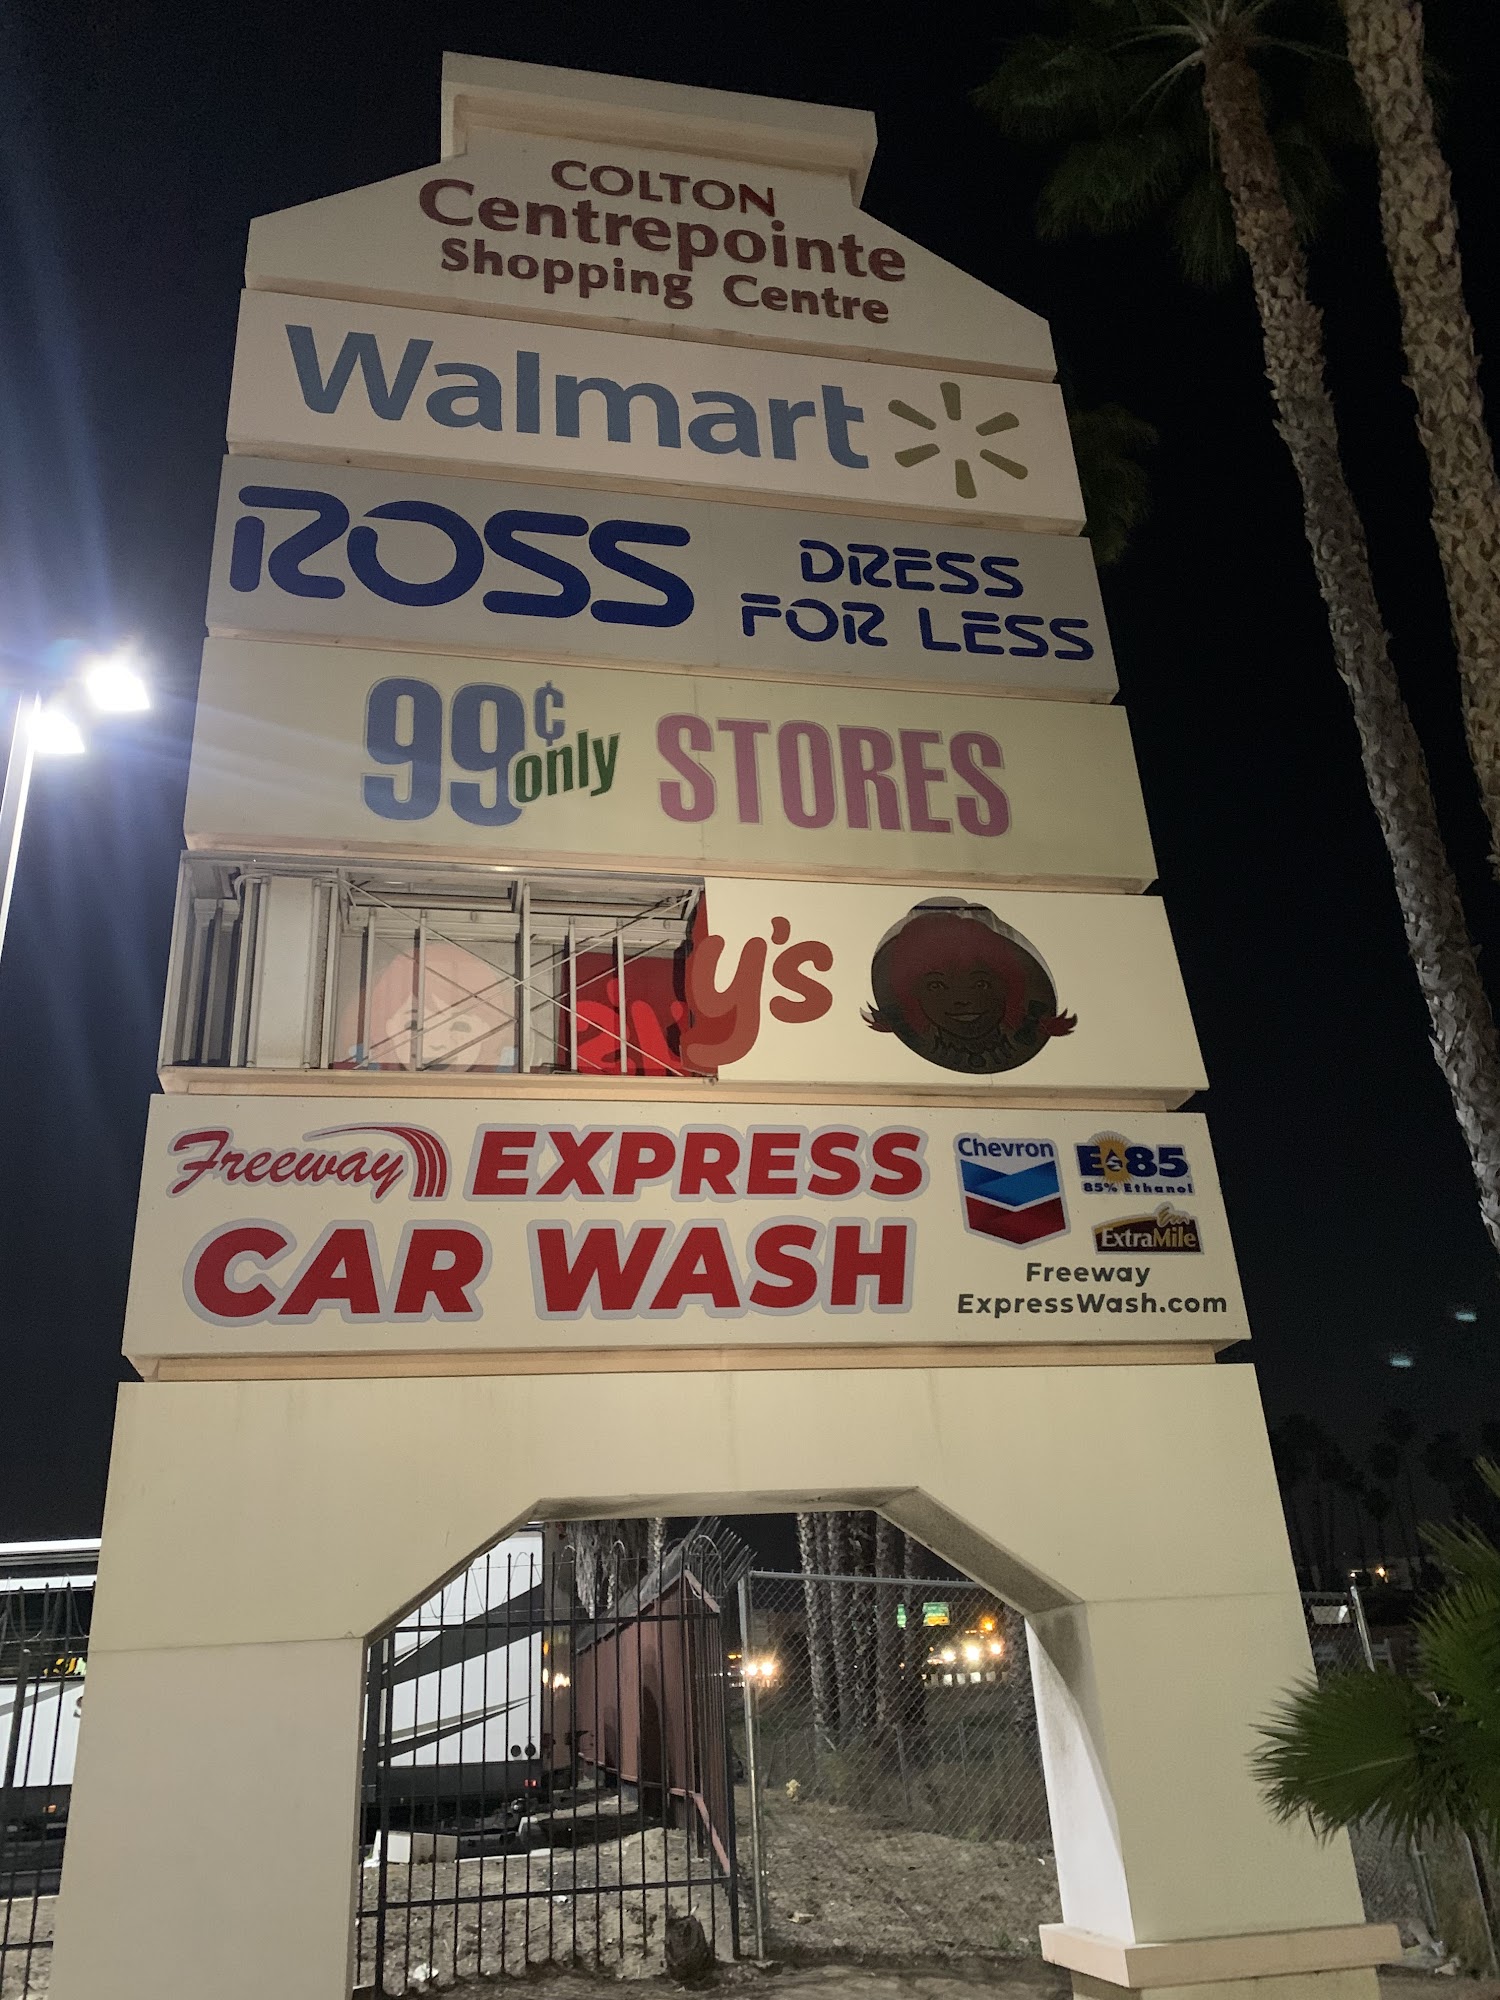 COLTON
Centrepointe
Shopping Centre
Walmart
ROSS DRESS
FOR LESS
99¢ only STORES
y's
Freeway EXPRESS
CAR WASH
Chevron
E85
85% Ethanol
Em
ExtraMile
Freeway
ExpressWash.com